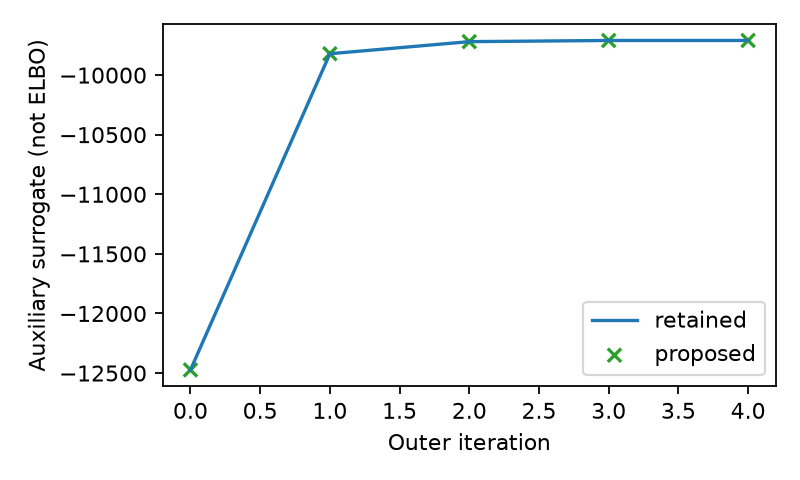 Auxiliary surrogate (not ELBO)
−10000
−10500
−11000
−11500
−12000
−12500
retained
proposed
0.0 0.5 1.0 1.5 2.0 2.5 3.0 3.5 4.0
Outer iteration